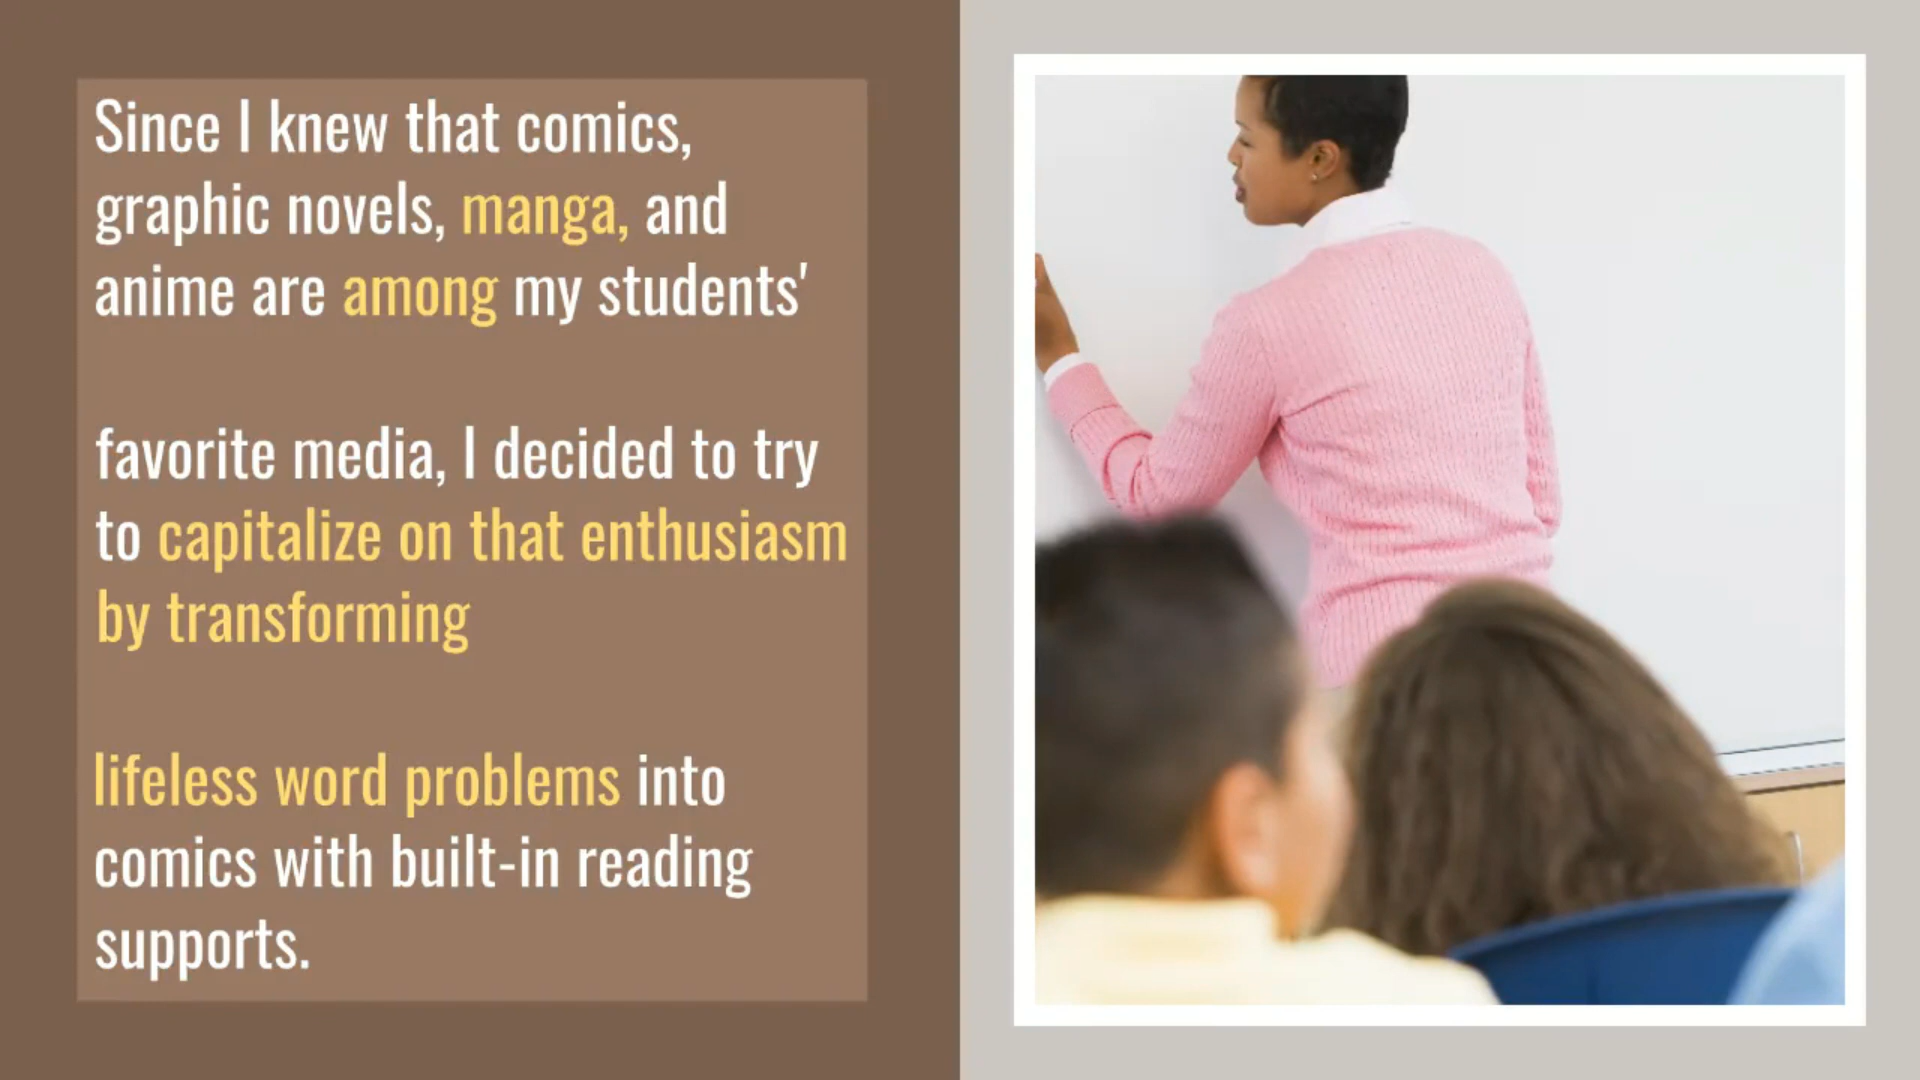 Since I knew that comics,
graphic novels, manga, and
anime are among my students'
favorite media, I decided to try
to capitalize on that enthusiasm
by transforming
lifeless word problems into
comics with built-in reading
supports.